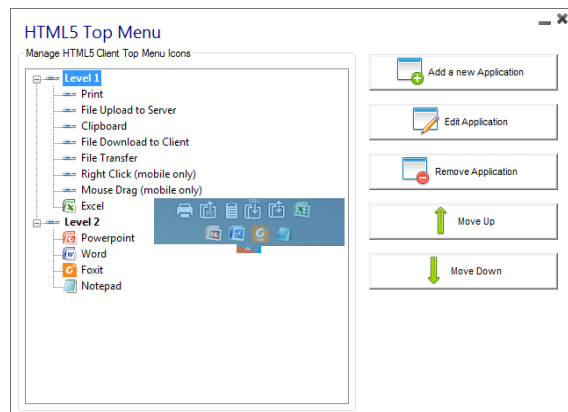 HTML5 Top Menu
Manage HTML5 Client Top Menu Icons
Level 1
Print
File Upload to Server
Clipboard
File Download to Client
File Transfer
Right Click (mobile only)
Mouse Drag (mobile only)
Excel
Level 2
Powerpoint
Word
Foxit
Notepad
Add a new Application
Edit Application
Remove Application
Move Up
Move Down